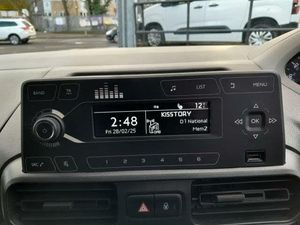 BAND
TA
LIST
MENU
12°
KISSTORY
2:48
D1 National
Fri 28/02/25
Mem2
OK
SRC
1 2 3 4 5 6